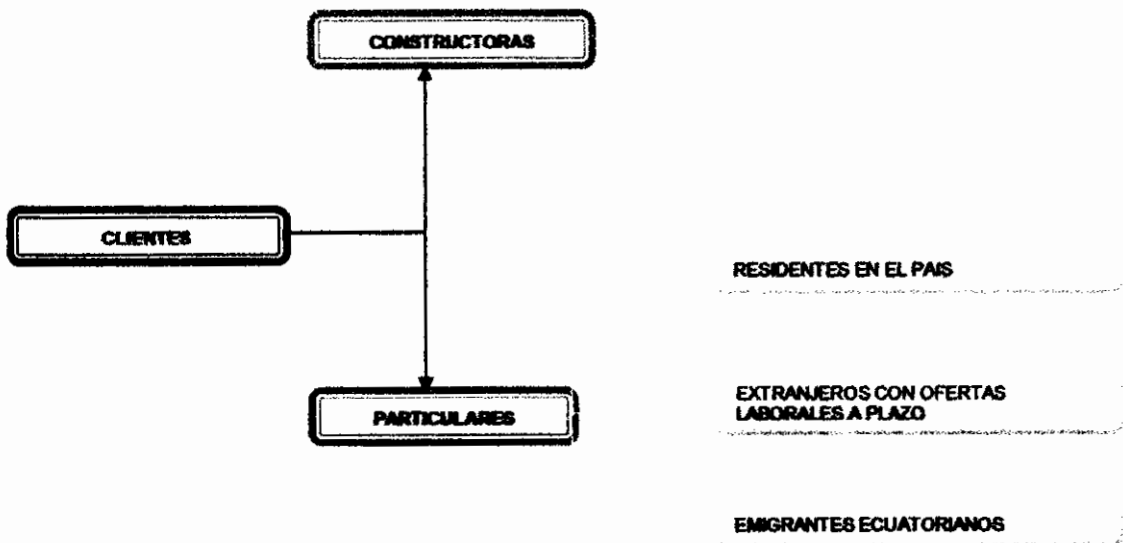 CONSTRUCTORAS
CLIENTES
RESIDENTES EN EL PAIS
EXTRANJEROS CON OFERTAS
LABORALES A PLAZO
PARTICULARES
EMIGRANTES ECUATORIANOS